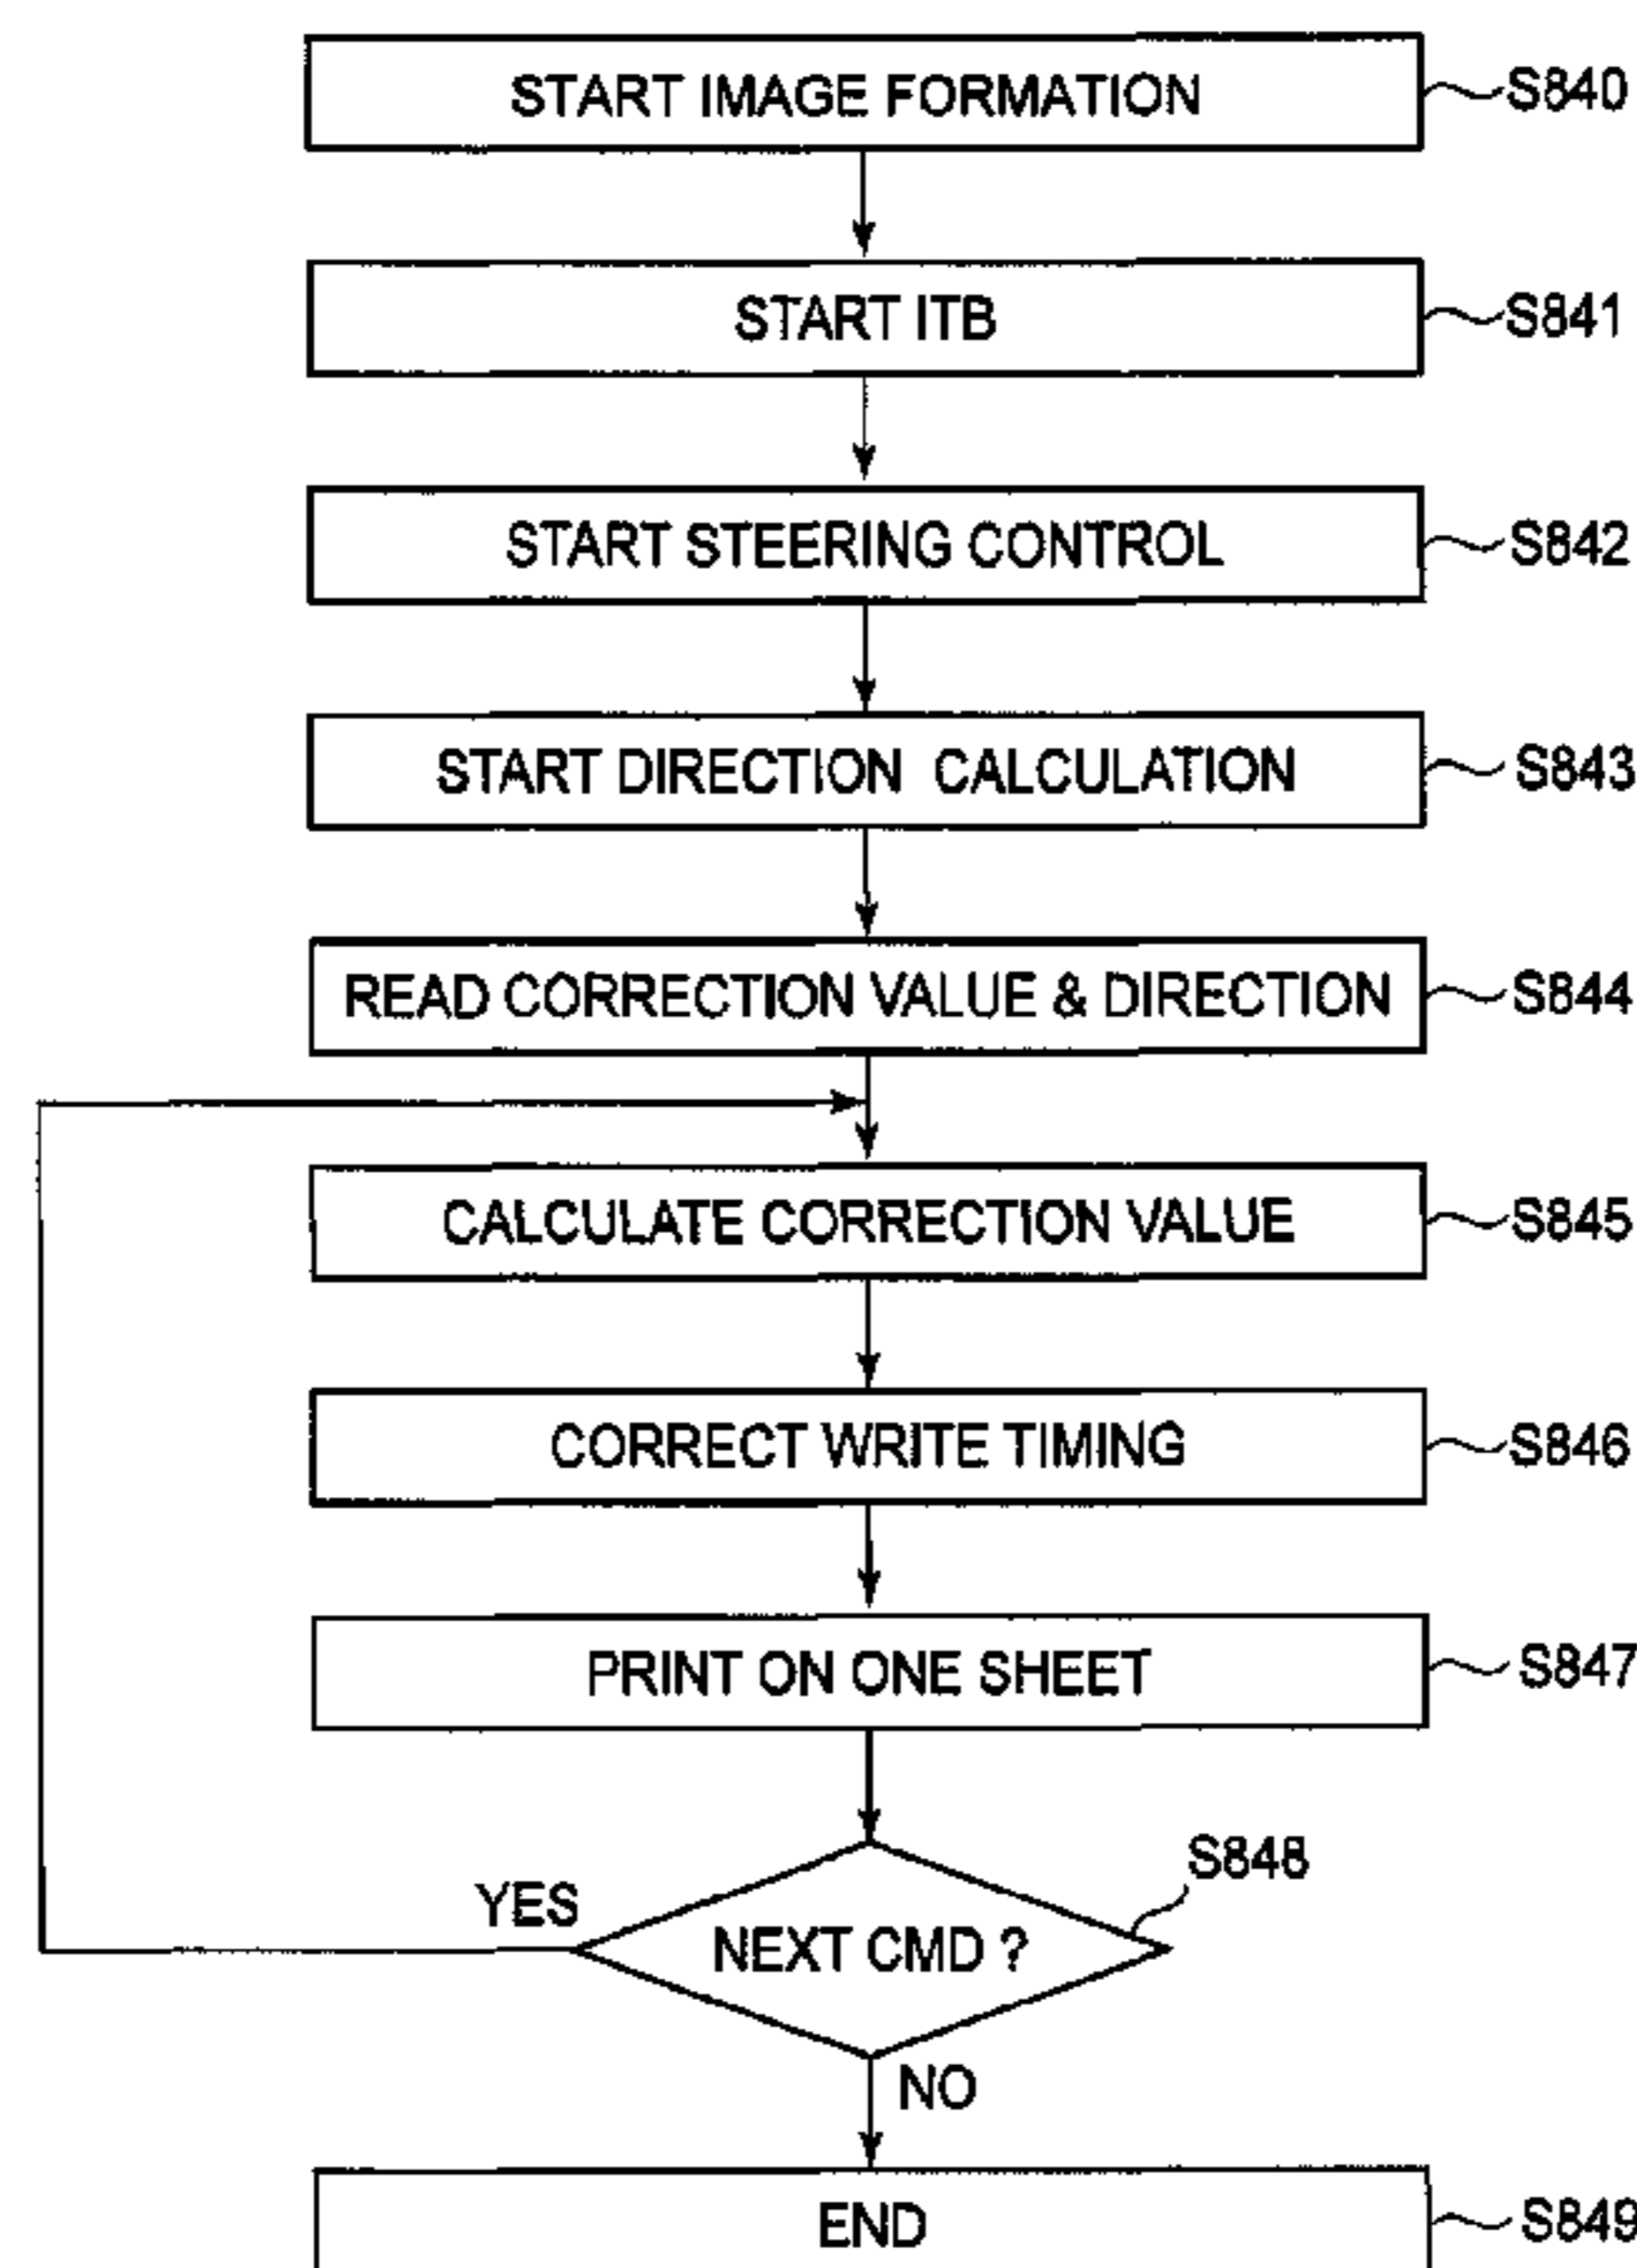 START IMAGE FORMATION S840
START ITB S841
START STEERING CONTROL S842
START DIRECTION CALCULATION S843
READ CORRECTION VALUE & DIRECTION S844
CALCULATE CORRECTION VALUE S845
CORRECT WRITE TIMING S846
PRINT ON ONE SHEET S847
S848
YES
NEXT CMD ?
NO
END S849